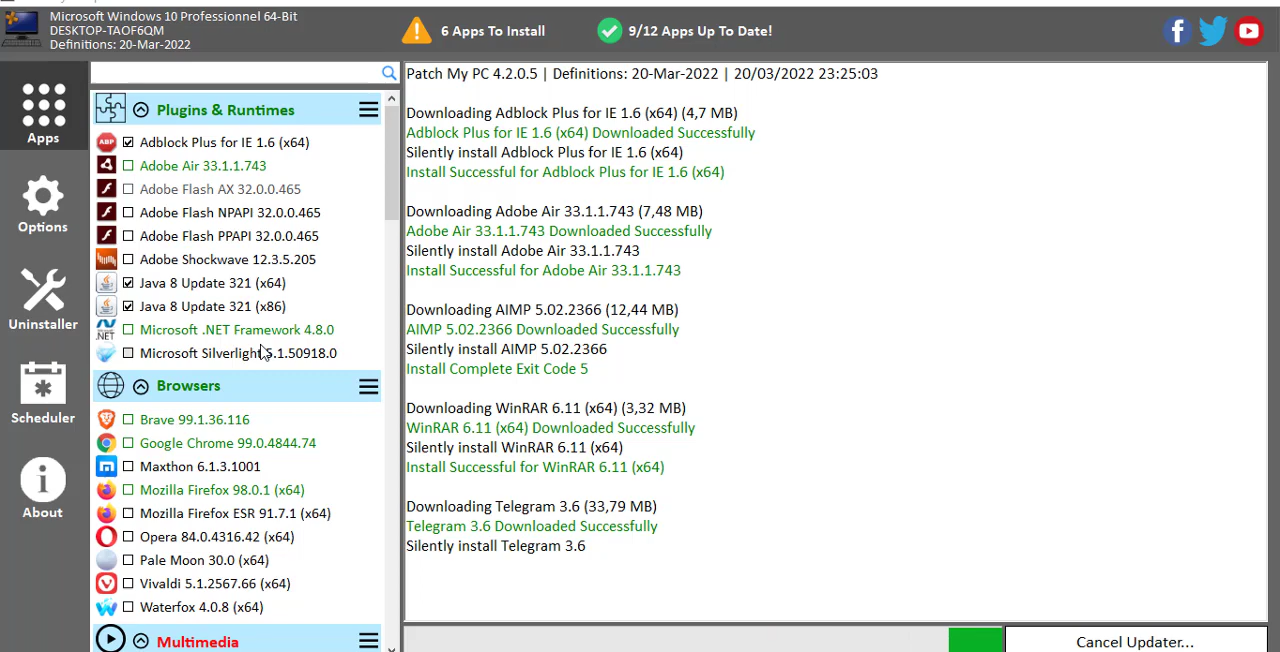 Microsoft Windows 10 Professionnel 64-Bit
DESKTOP-TAOF6QM
Definitions: 20-Mar-2022
6 Apps To Install
9/12 Apps Up To Date!
Apps
Options
Uninstaller
Scheduler
About
Plugins & Runtimes
ABP Adblock Plus for IE 1.6 (x64)
Adobe Air 33.1.1.743
Adobe Flash AX 32.0.0.465
Adobe Flash NPAPI 32.0.0.465
Adobe Flash PPAPI 32.0.0.465
Adobe Shockwave 12.3.5.205
Java 8 Update 321 (x64)
Java 8 Update 321 (x86)
.NET Microsoft .NET Framework 4.8.0
Microsoft Silverlight 5.1.50918.0
Browsers
Brave 99.1.36.116
Google Chrome 99.0.4844.74
Maxthon 6.1.3.1001
Mozilla Firefox 98.0.1 (x64)
Mozilla Firefox ESR 91.7.1 (x64)
Opera 84.0.4316.42 (x64)
Pale Moon 30.0 (x64)
Vivaldi 5.1.2567.66 (x64)
Waterfox 4.0.8 (x64)
Multimedia
Patch My PC 4.2.0.5 | Definitions: 20-Mar-2022 | 20/03/2022 23:25:03
Downloading Adblock Plus for IE 1.6 (x64) (4,7 MB)
Adblock Plus for IE 1.6 (x64) Downloaded Successfully
Silently install Adblock Plus for IE 1.6 (x64)
Install Successful for Adblock Plus for IE 1.6 (x64)
Downloading Adobe Air 33.1.1.743 (7,48 MB)
Adobe Air 33.1.1.743 Downloaded Successfully
Silently install Adobe Air 33.1.1.743
Install Successful for Adobe Air 33.1.1.743
Downloading AIMP 5.02.2366 (12,44 MB)
AIMP 5.02.2366 Downloaded Successfully
Silently install AIMP 5.02.2366
Install Complete Exit Code 5
Downloading WinRAR 6.11 (x64) (3,32 MB)
WinRAR 6.11 (x64) Downloaded Successfully
Silently install WinRAR 6.11 (x64)
Install Successful for WinRAR 6.11 (x64)
Downloading Telegram 3.6 (33,79 MB)
Telegram 3.6 Downloaded Successfully
Silently install Telegram 3.6
Cancel Updater...